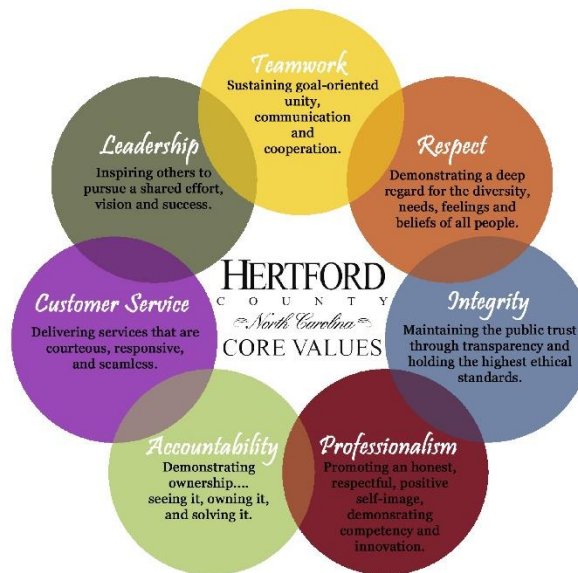 Teamwork
Sustaining goal-oriented
unity,
communication
and
cooperation.
Leadership
Inspiring others to
pursue a shared effort,
vision and success.
Respect
Demonstrating a deep
regard for the diversity,
needs, feelings and
beliefs of all people.
HERTFORD
COUNTY
North Carolina
CORE VALUES
Customer Service
Delivering services that are
courteous, responsive,
and seamless.
Integrity
Maintaining the public trust
through transparency and
holding the highest ethical
standards.
Accountability
Demonstrating
ownership....
seeing it, owning it,
and solving it.
Professionalism
Promoting an honest,
respectful, positive
self-image,
demonsrating
competency and
innovation.